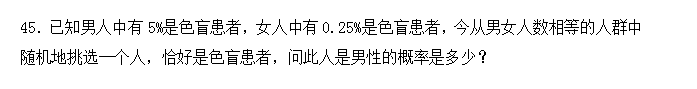 45. 已知男人中有 5%是色盲患者，女人中有 0.25%是色盲患者，今从男女人数相等的人群中
随机地挑选一个人，恰好是色盲患者，问此人是男性的概率是多少？